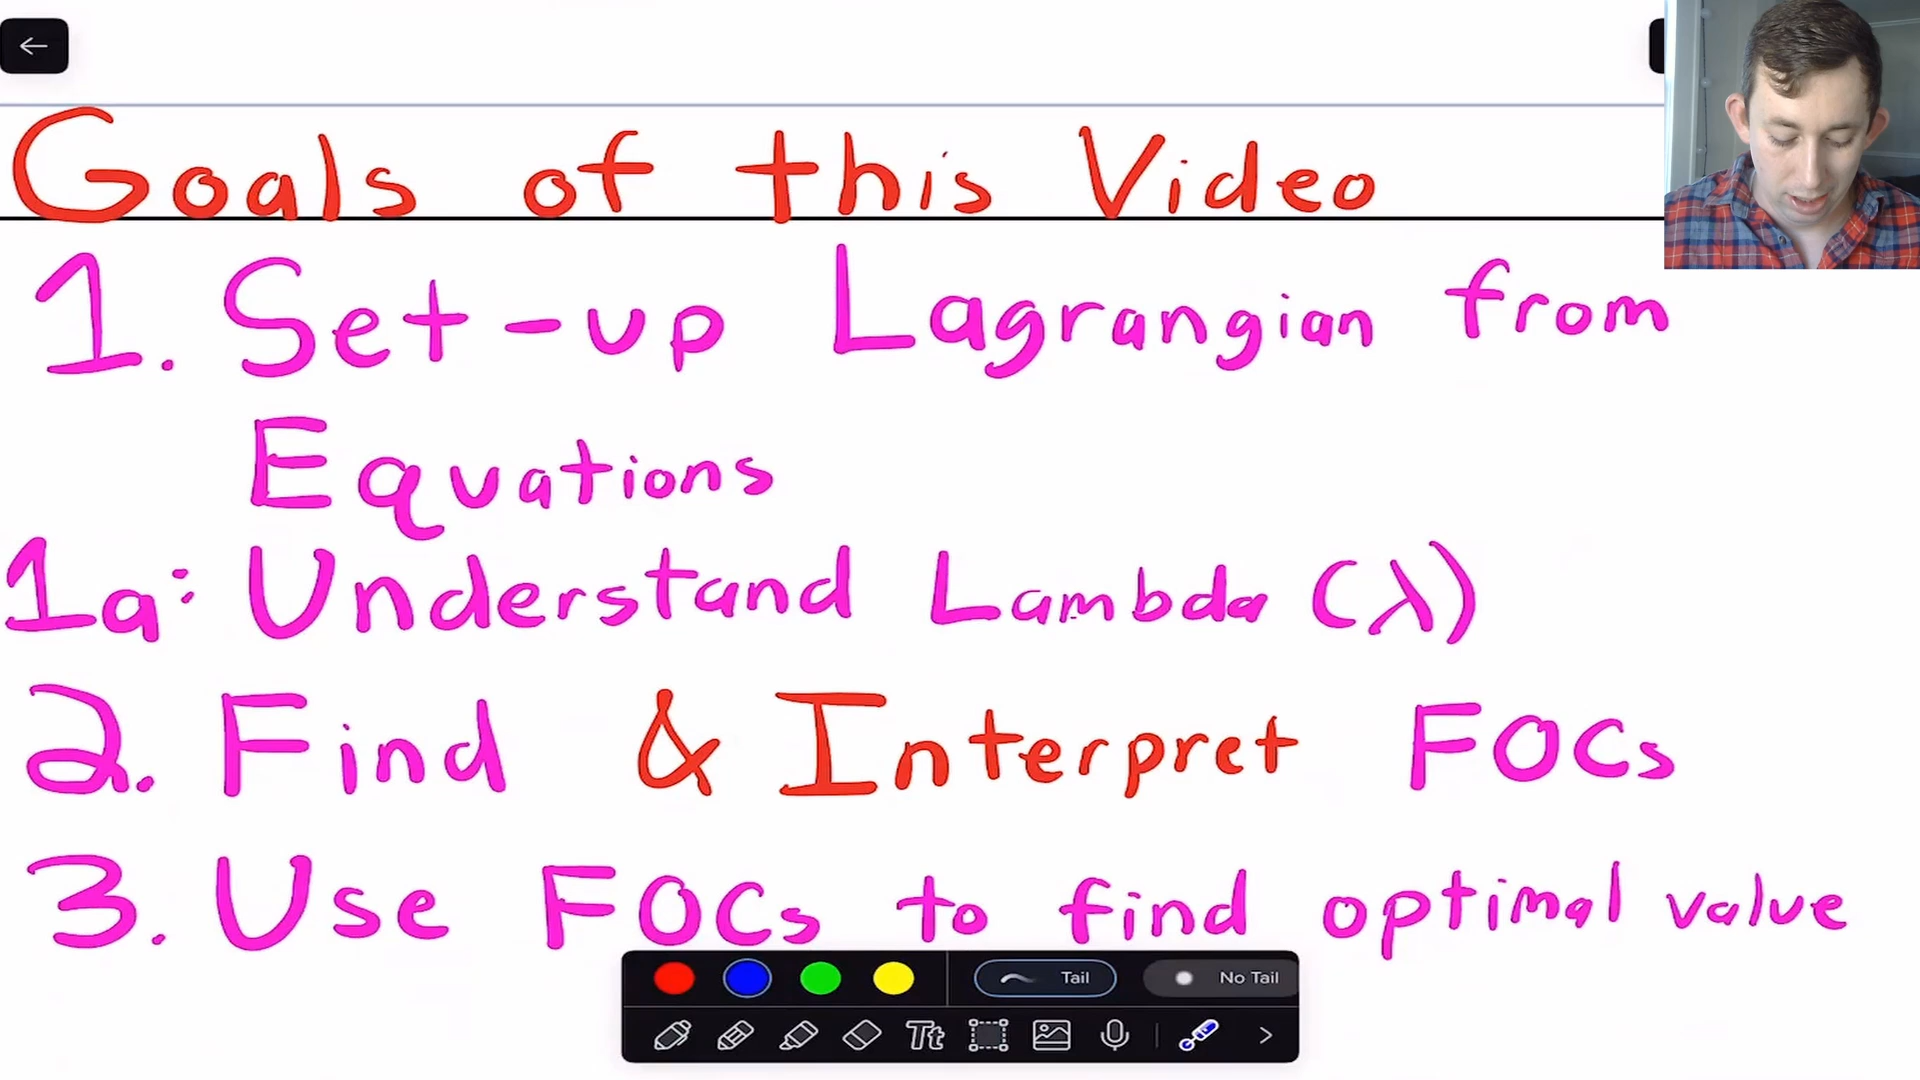 Goals of this Video
1. Set-up Lagrangian from
Equations
1a: Understand Lambda (λ)
2. Find & Interpret FOCs
3. Use FOCs to find optimal value
Tail
No Tail
Tt